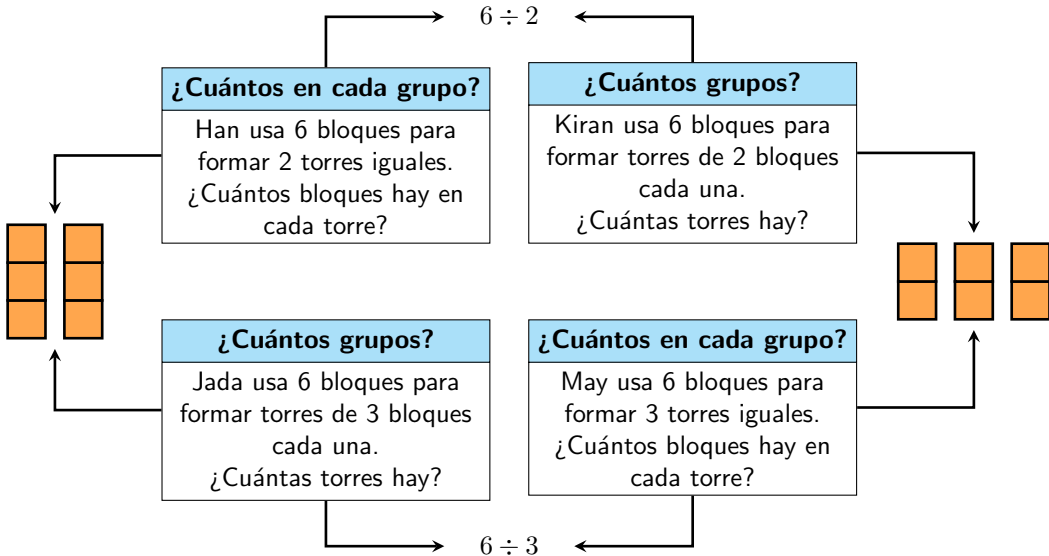 6 ÷ 2
¿Cuántos en cada grupo?
Han usa 6 bloques para
formar 2 torres iguales.
¿Cuántos bloques hay en
cada torre?
¿Cuántos grupos?
Kiran usa 6 bloques para
formar torres de 2 bloques
cada una.
¿Cuántas torres hay?
¿Cuántos grupos?
Jada usa 6 bloques para
formar torres de 3 bloques
cada una.
¿Cuántas torres hay?
¿Cuántos en cada grupo?
May usa 6 bloques para
formar 3 torres iguales.
¿Cuántos bloques hay en
cada torre?
6 ÷ 3